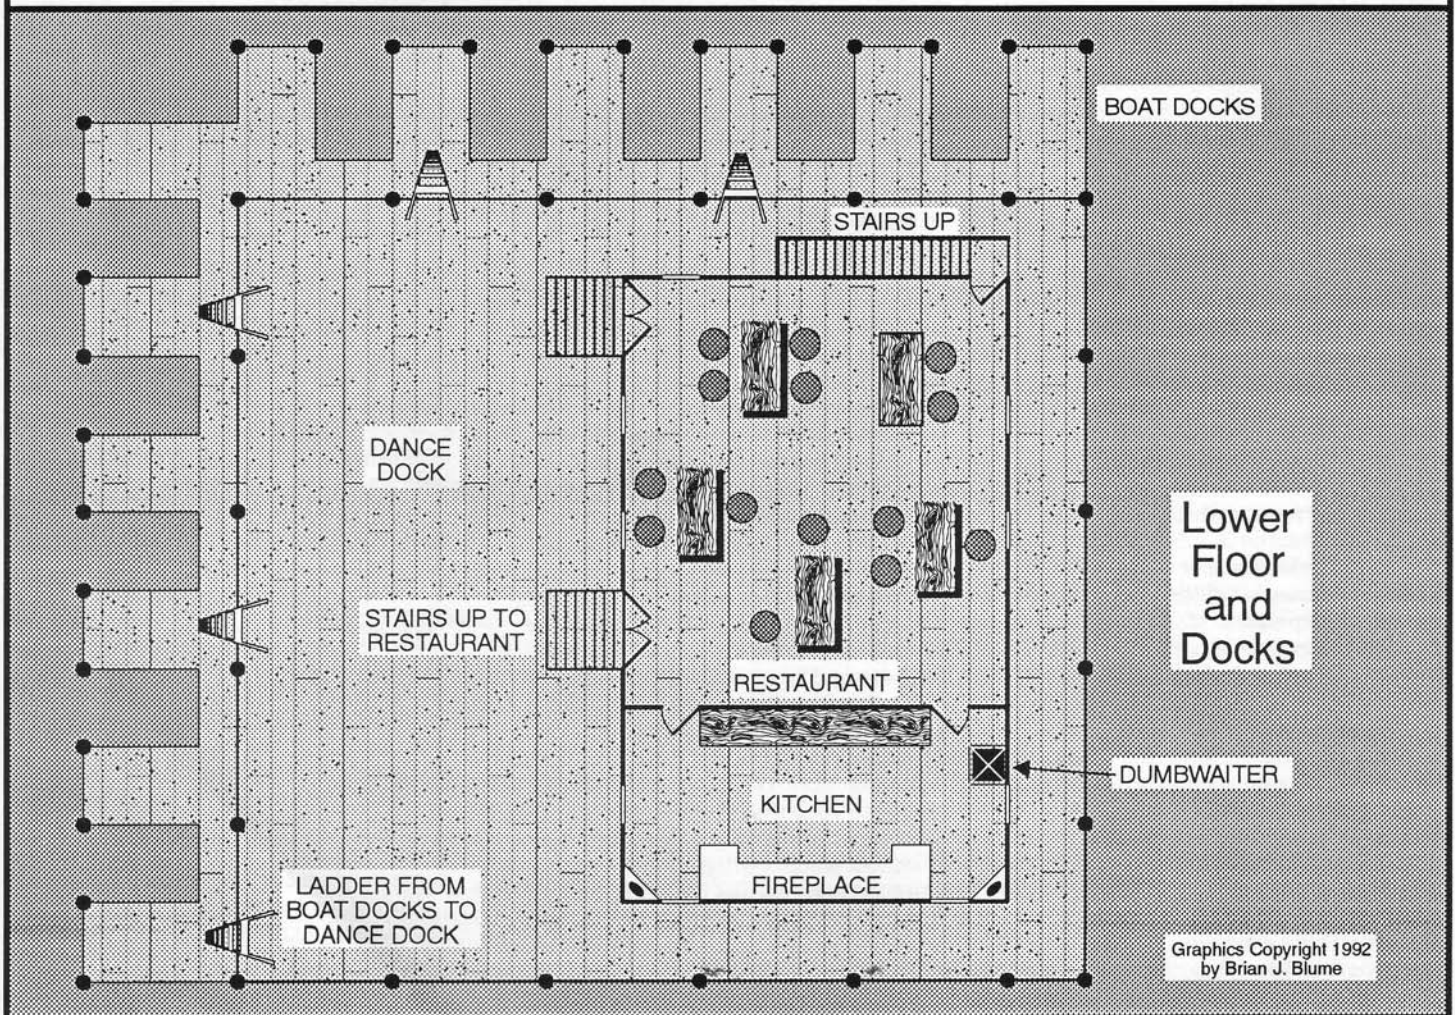 BOAT DOCKS
STAIRS UP
DANCE
DOCK
Lower
Floor
and
Docks
STAIRS UP TO
RESTAURANT
RESTAURANT
DUMBWAITER
KITCHEN
FIREPLACE
LADDER FROM
BOAT DOCKS TO
DANCE DOCK
Graphics Copyright 1992
by Brian J. Blume